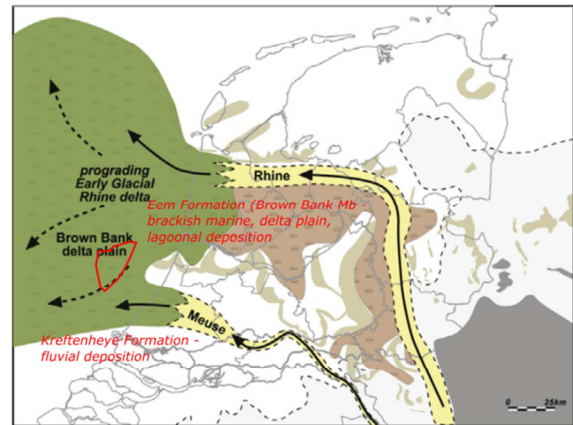 Rhine
prograding
Early Glacial
Rhine delta
Eem Formation (Brown Bank Mb -
brackish marine, delta plain,
lagoonal deposition
Brown Bank
delta plain
Meuse
Kreftenheye Formation -
fluvial deposition
0 25km